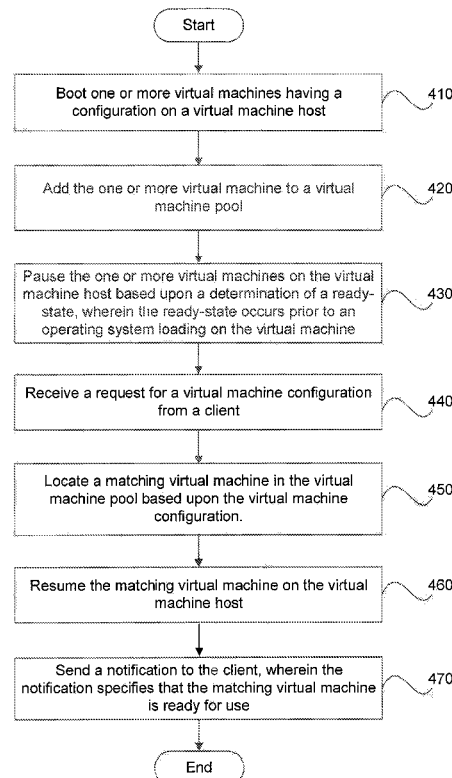 Start
Boot one or more virtual machines having a
configuration on a virtual machine host
410
Add the one or more virtual machine to a virtual
machine pool
420
Pause the one or more virtual machines on the virtual
machine host based upon a determination of a ready-
state, wherein the ready-state occurs prior to an
operating system loading on the virtual machine
430
Receive a request for a virtual machine configuration
from a client
440
Locate a matching virtual machine in the virtual
machine pool based upon the virtual machine
configuration.
450
Resume the matching virtual machine on the virtual
machine host
460
Send a notification to the client, wherein the
notification specifies that the matching virtual machine
is ready for use
470
End